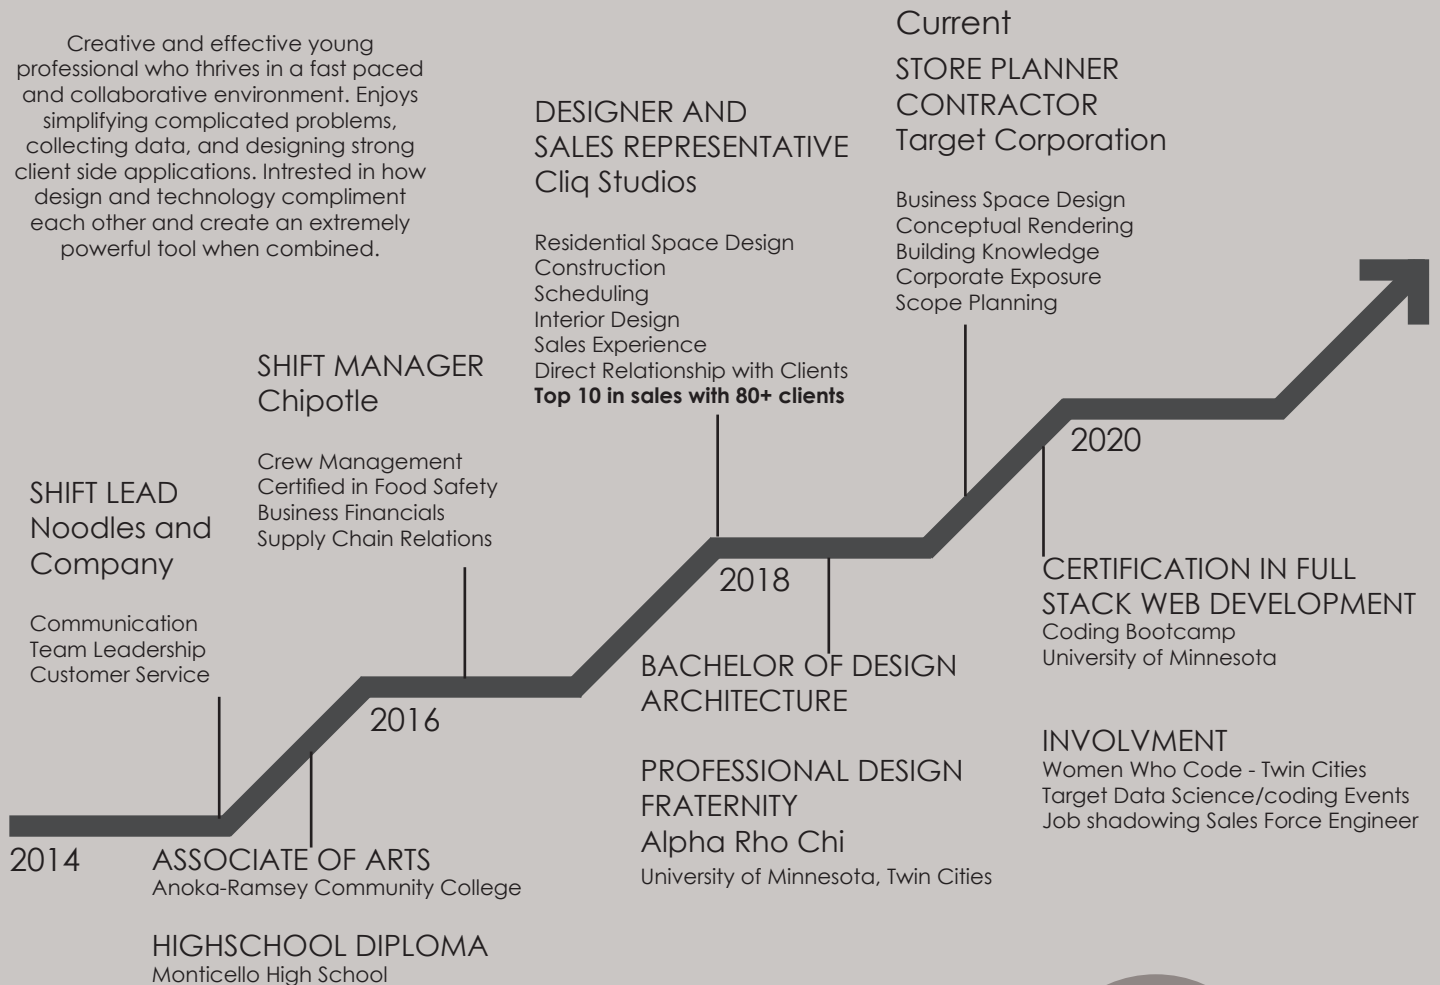 Creative and effective young
professional who thrives in a fast paced
and collaborative environment. Enjoys
simplifying complicated problems,
collecting data, and designing strong
client side applications. Intrested in how
design and technology compliment
each other and create an extremely
powerful tool when combined.
SHIFT LEAD
Noodles and
Company
Communication
Team Leadership
Customer Service
SHIFT MANAGER
Chipotle
Crew Management
Certified in Food Safety
Business Financials
Supply Chain Relations
DESIGNER AND
SALES REPRESENTATIVE
Cliq Studios
Residential Space Design
Construction
Scheduling
Interior Design
Sales Experience
Direct Relationship with Clients
Top 10 in sales with 80+ clients
Current
STORE PLANNER
CONTRACTOR
Target Corporation
Business Space Design
Conceptual Rendering
Building Knowledge
Corporate Exposure
Scope Planning
2014
2016
2018
2020
ASSOCIATE OF ARTS
Anoka-Ramsey Community College
HIGHSCHOOL DIPLOMA
Monticello High School
BACHELOR OF DESIGN
ARCHITECTURE
PROFESSIONAL DESIGN
FRATERNITY
Alpha Rho Chi
University of Minnesota, Twin Cities
CERTIFICATION IN FULL
STACK WEB DEVELOPMENT
Coding Bootcamp
University of Minnesota
INVOLVMENT
Women Who Code - Twin Cities
Target Data Science/coding Events
Job shadowing Sales Force Engineer